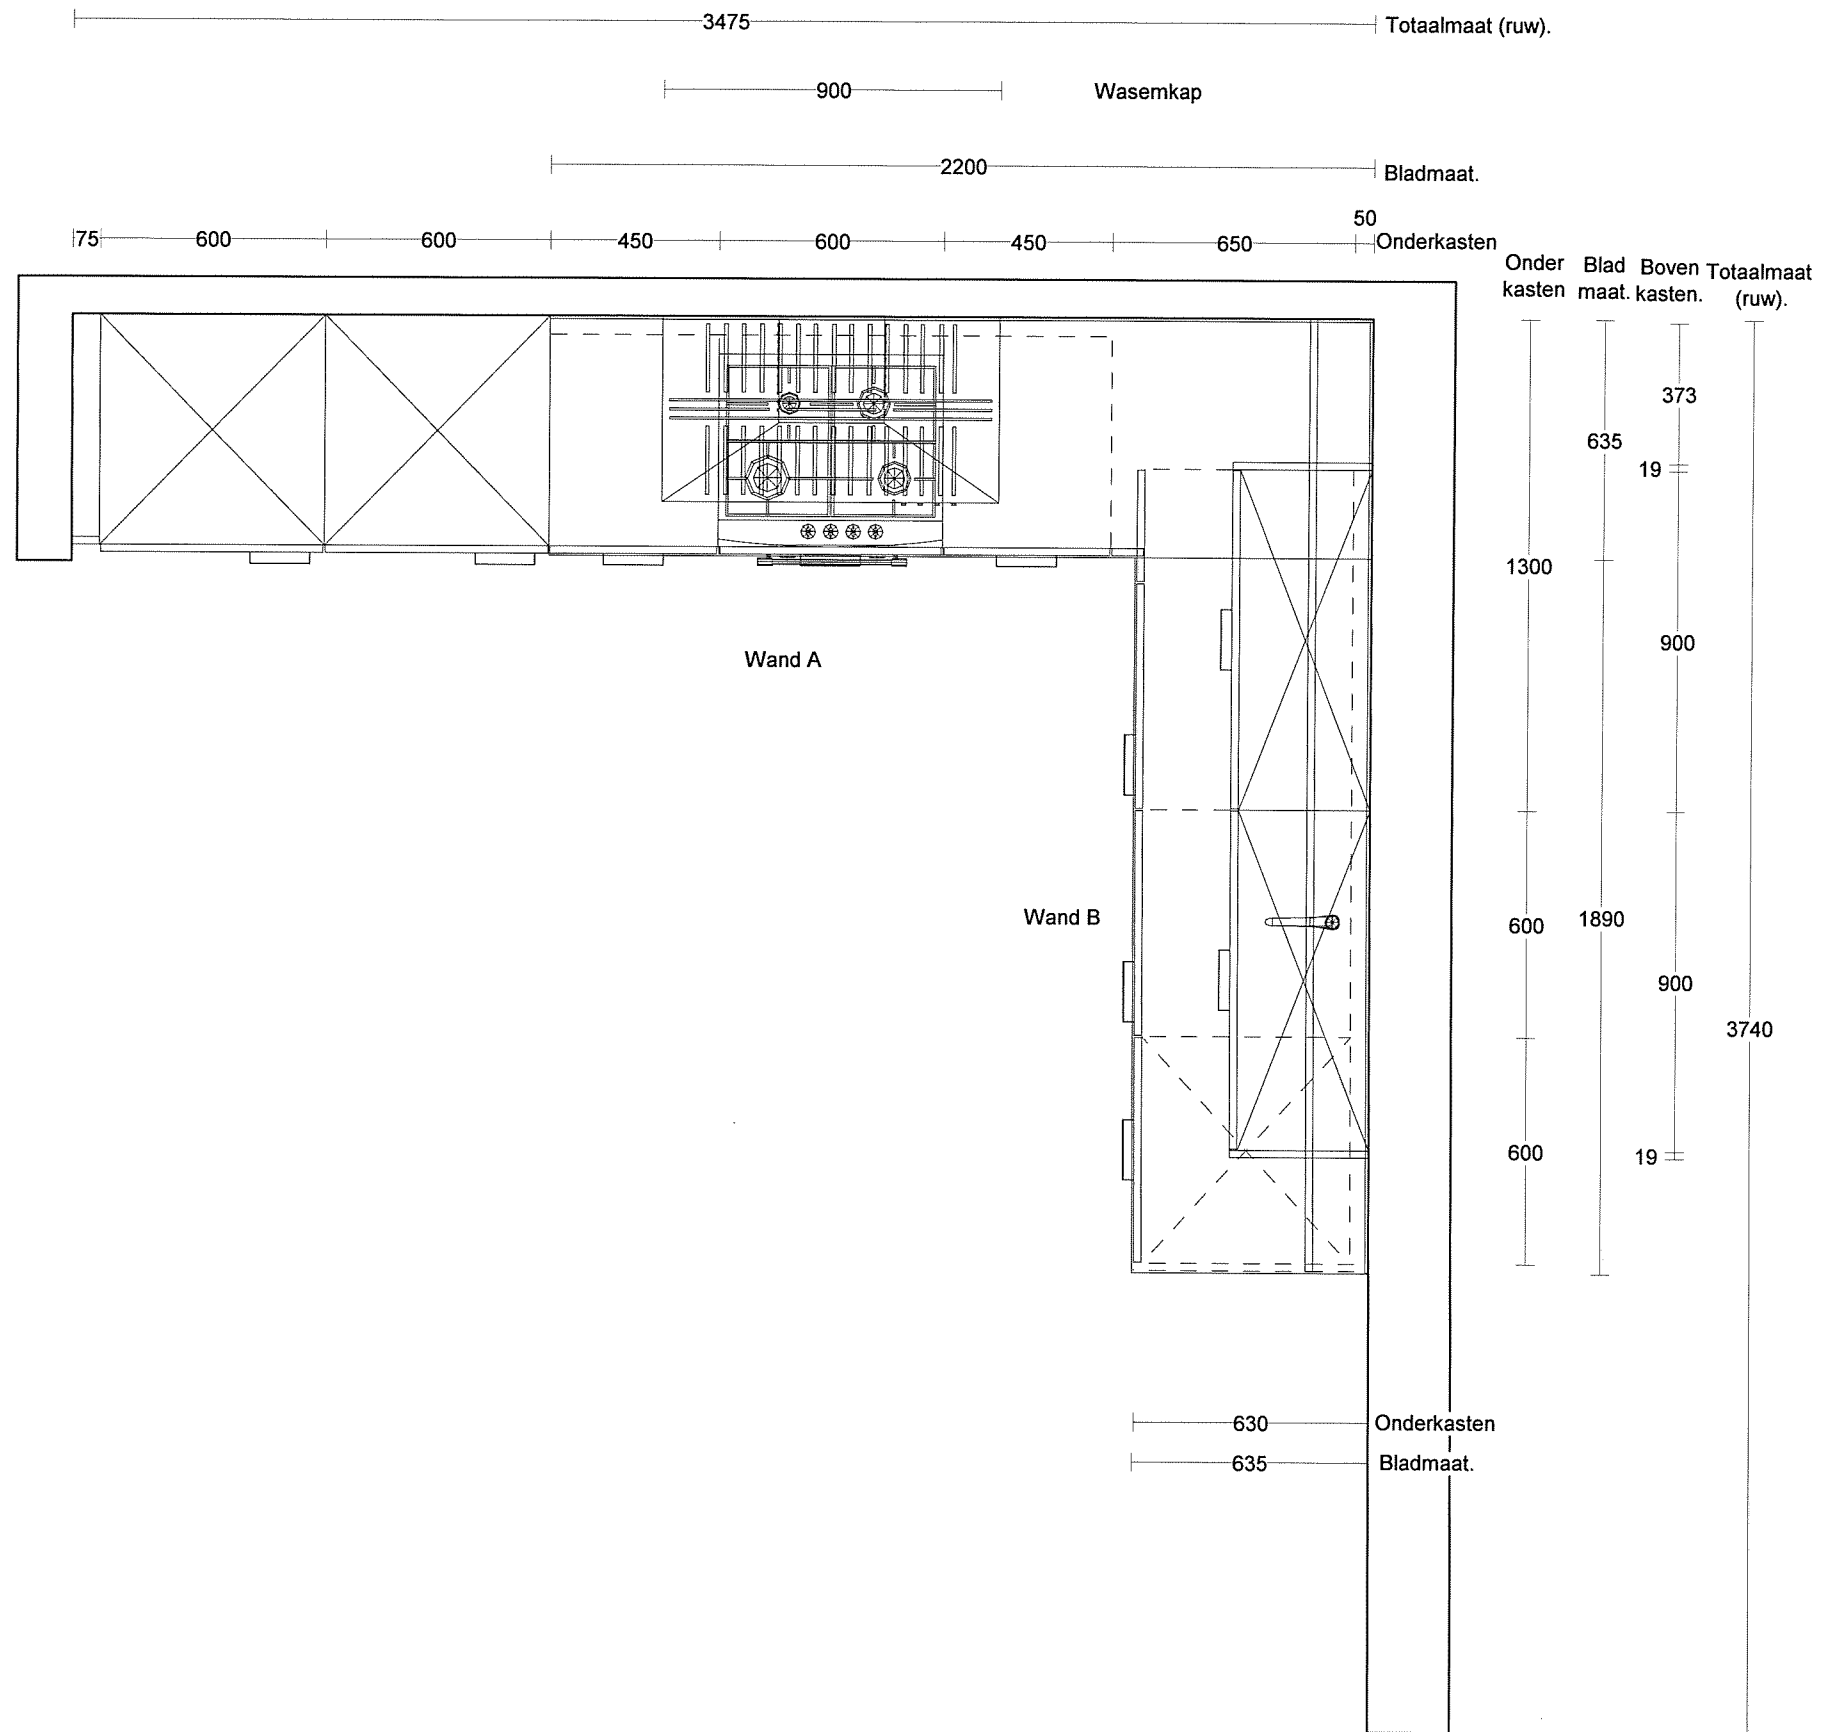 3475
Totaalmaat (ruw).
900
Wasemkap
2200
Bladmaat.
75 600 600 450 600 450 650 50
Onderkasten
Onder Blad Boven Totaalmaat
kasten maat. kasten. (ruw).
373
635
19
1300
900
Wand A
Wand B
600
1890
900
3740
600
19
630
Onderkasten
635
Bladmaat.